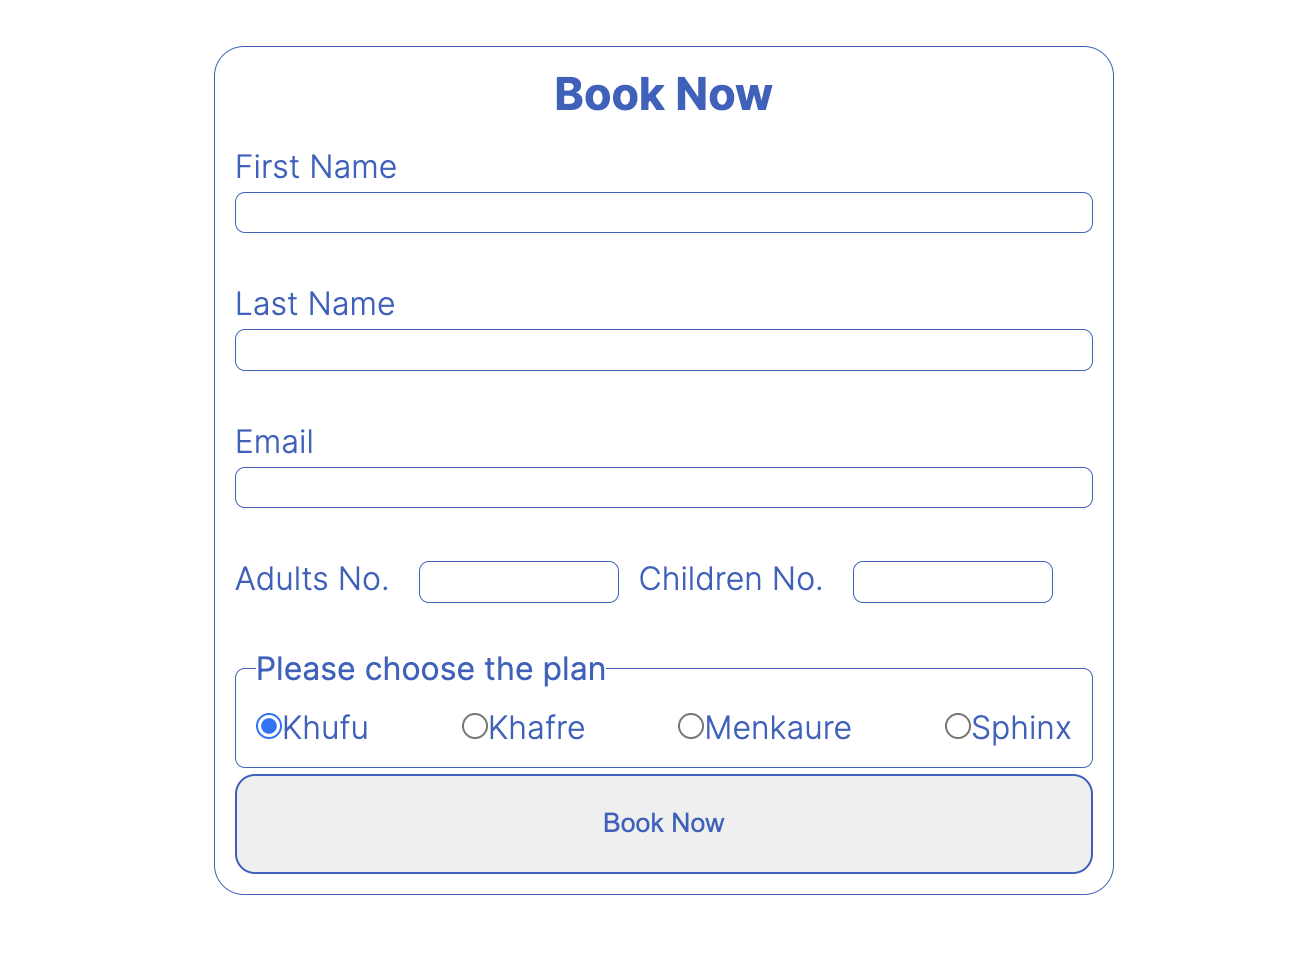 Book Now
First Name
Last Name
Email
Adults No. Children No.
Please choose the plan
Khufu Khafre Menkaure Sphinx
Book Now